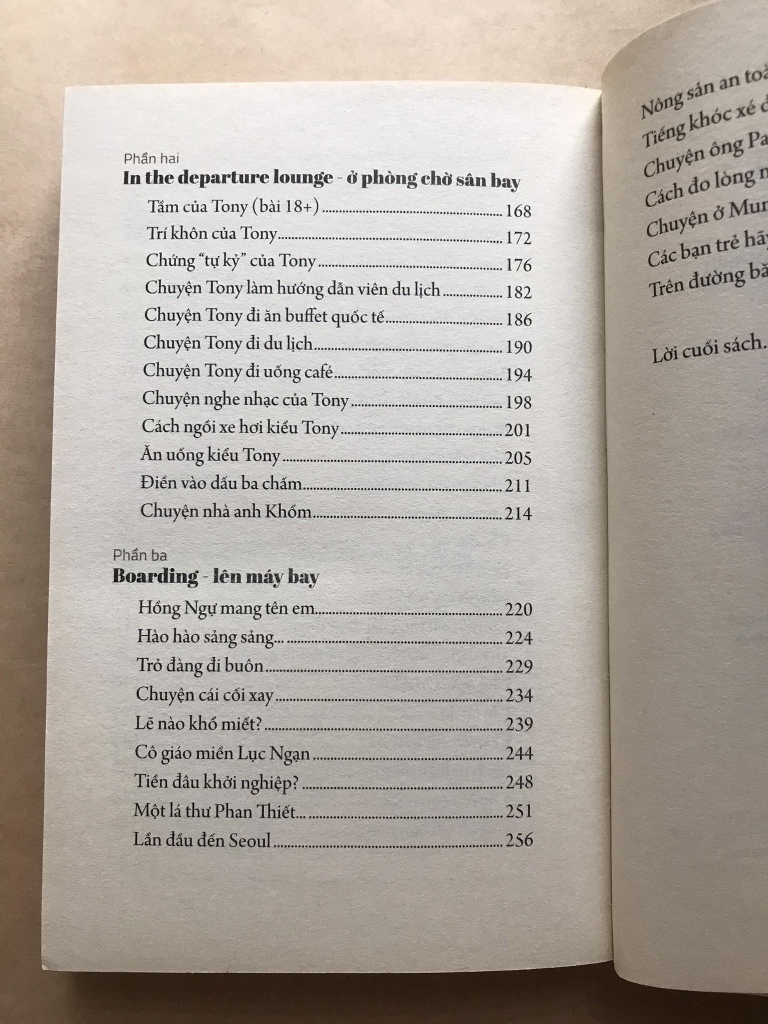 Phần hai
In the departure lounge - ở phòng chờ sân bay
Tắm của Tony (bài 18+) 168
Trí khôn của Tony 172
Chứng “tự kỷ” của Tony 176
Chuyện Tony làm hướng dẫn viên du lịch 182
Chuyện Tony đi ăn buffet quốc tế 186
Chuyện Tony đi du lịch 190
Chuyện Tony đi uống café 194
Chuyện nghe nhạc của Tony 198
Cách ngồi xe hơi kiểu Tony 201
Ăn uống kiểu Tony 205
Điền vào dấu ba chấm 211
Chuyện nhà anh Khồm 214
Phần ba
Boarding - lên máy bay
Hồng Ngự mang tên em 220
Hào hào sảng sảng... 224
Trỏ đàng đi buôn 229
Chuyện cái cối xay 234
Lẽ nào khổ miết? 239
Cô giáo miền Lục Ngạn 244
Tiền đâu khởi nghiệp? 248
Một lá thư Phan Thiết... 251
Lần đầu đến Seoul 256
Nông sản an
Tiếng khóc xé
Chuyện ông
Cách đo lòng
Chuyện ở
Các bạn trẻ
Trên đường
Lời cuối sách.